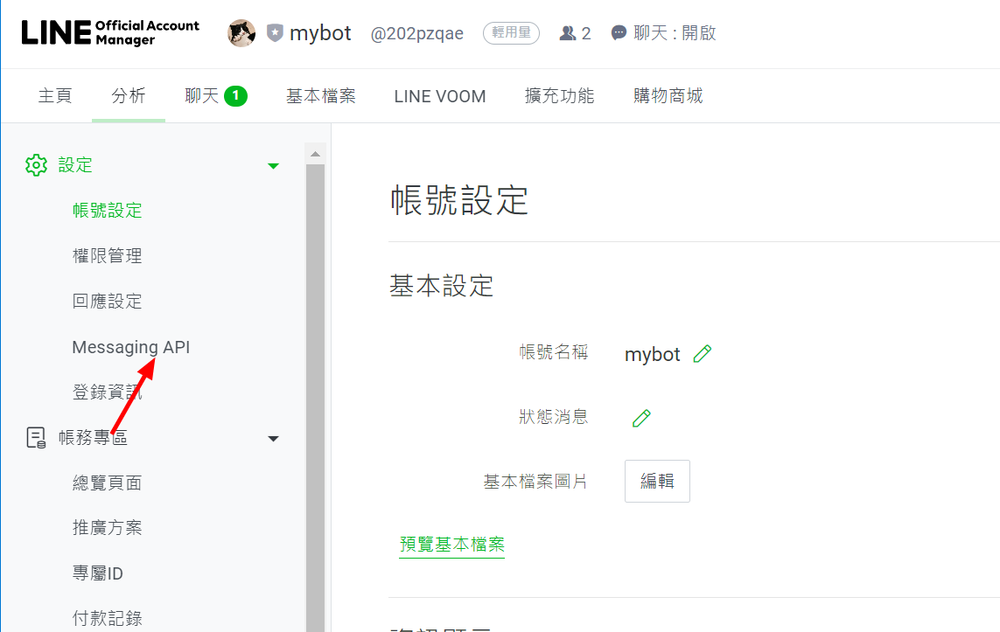 LINE Official Account Manager
mybot @202pzqae 輕用量 2 聊天 : 開啟
主頁 分析 聊天 1 基本檔案 LINE VOOM 擴充功能 購物商城
設定
帳號設定
權限管理
回應設定
Messaging API
登錄資訊
帳務專區
總覽頁面
推廣方案
專屬ID
付款記錄
帳號設定
基本設定
帳號名稱 mybot
狀態消息
基本檔案圖片 編輯
預覽基本檔案